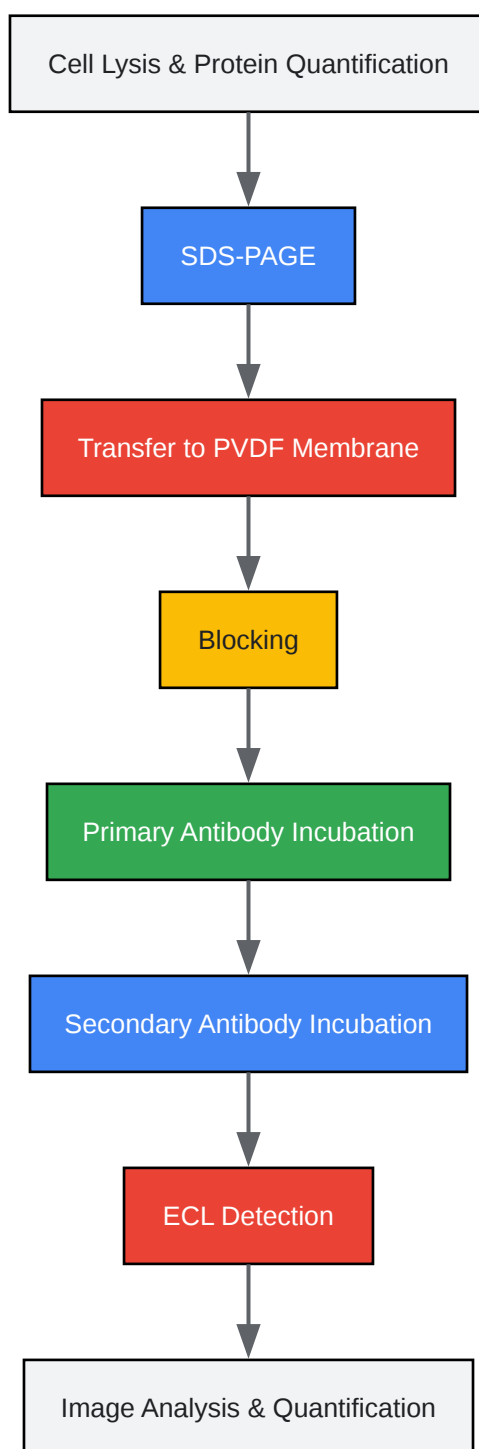 Cell Lysis & Protein Quantification
SDS-PAGE
Transfer to PVDF Membrane
Blocking
Primary Antibody Incubation
Secondary Antibody Incubation
ECL Detection
Image Analysis & Quantification